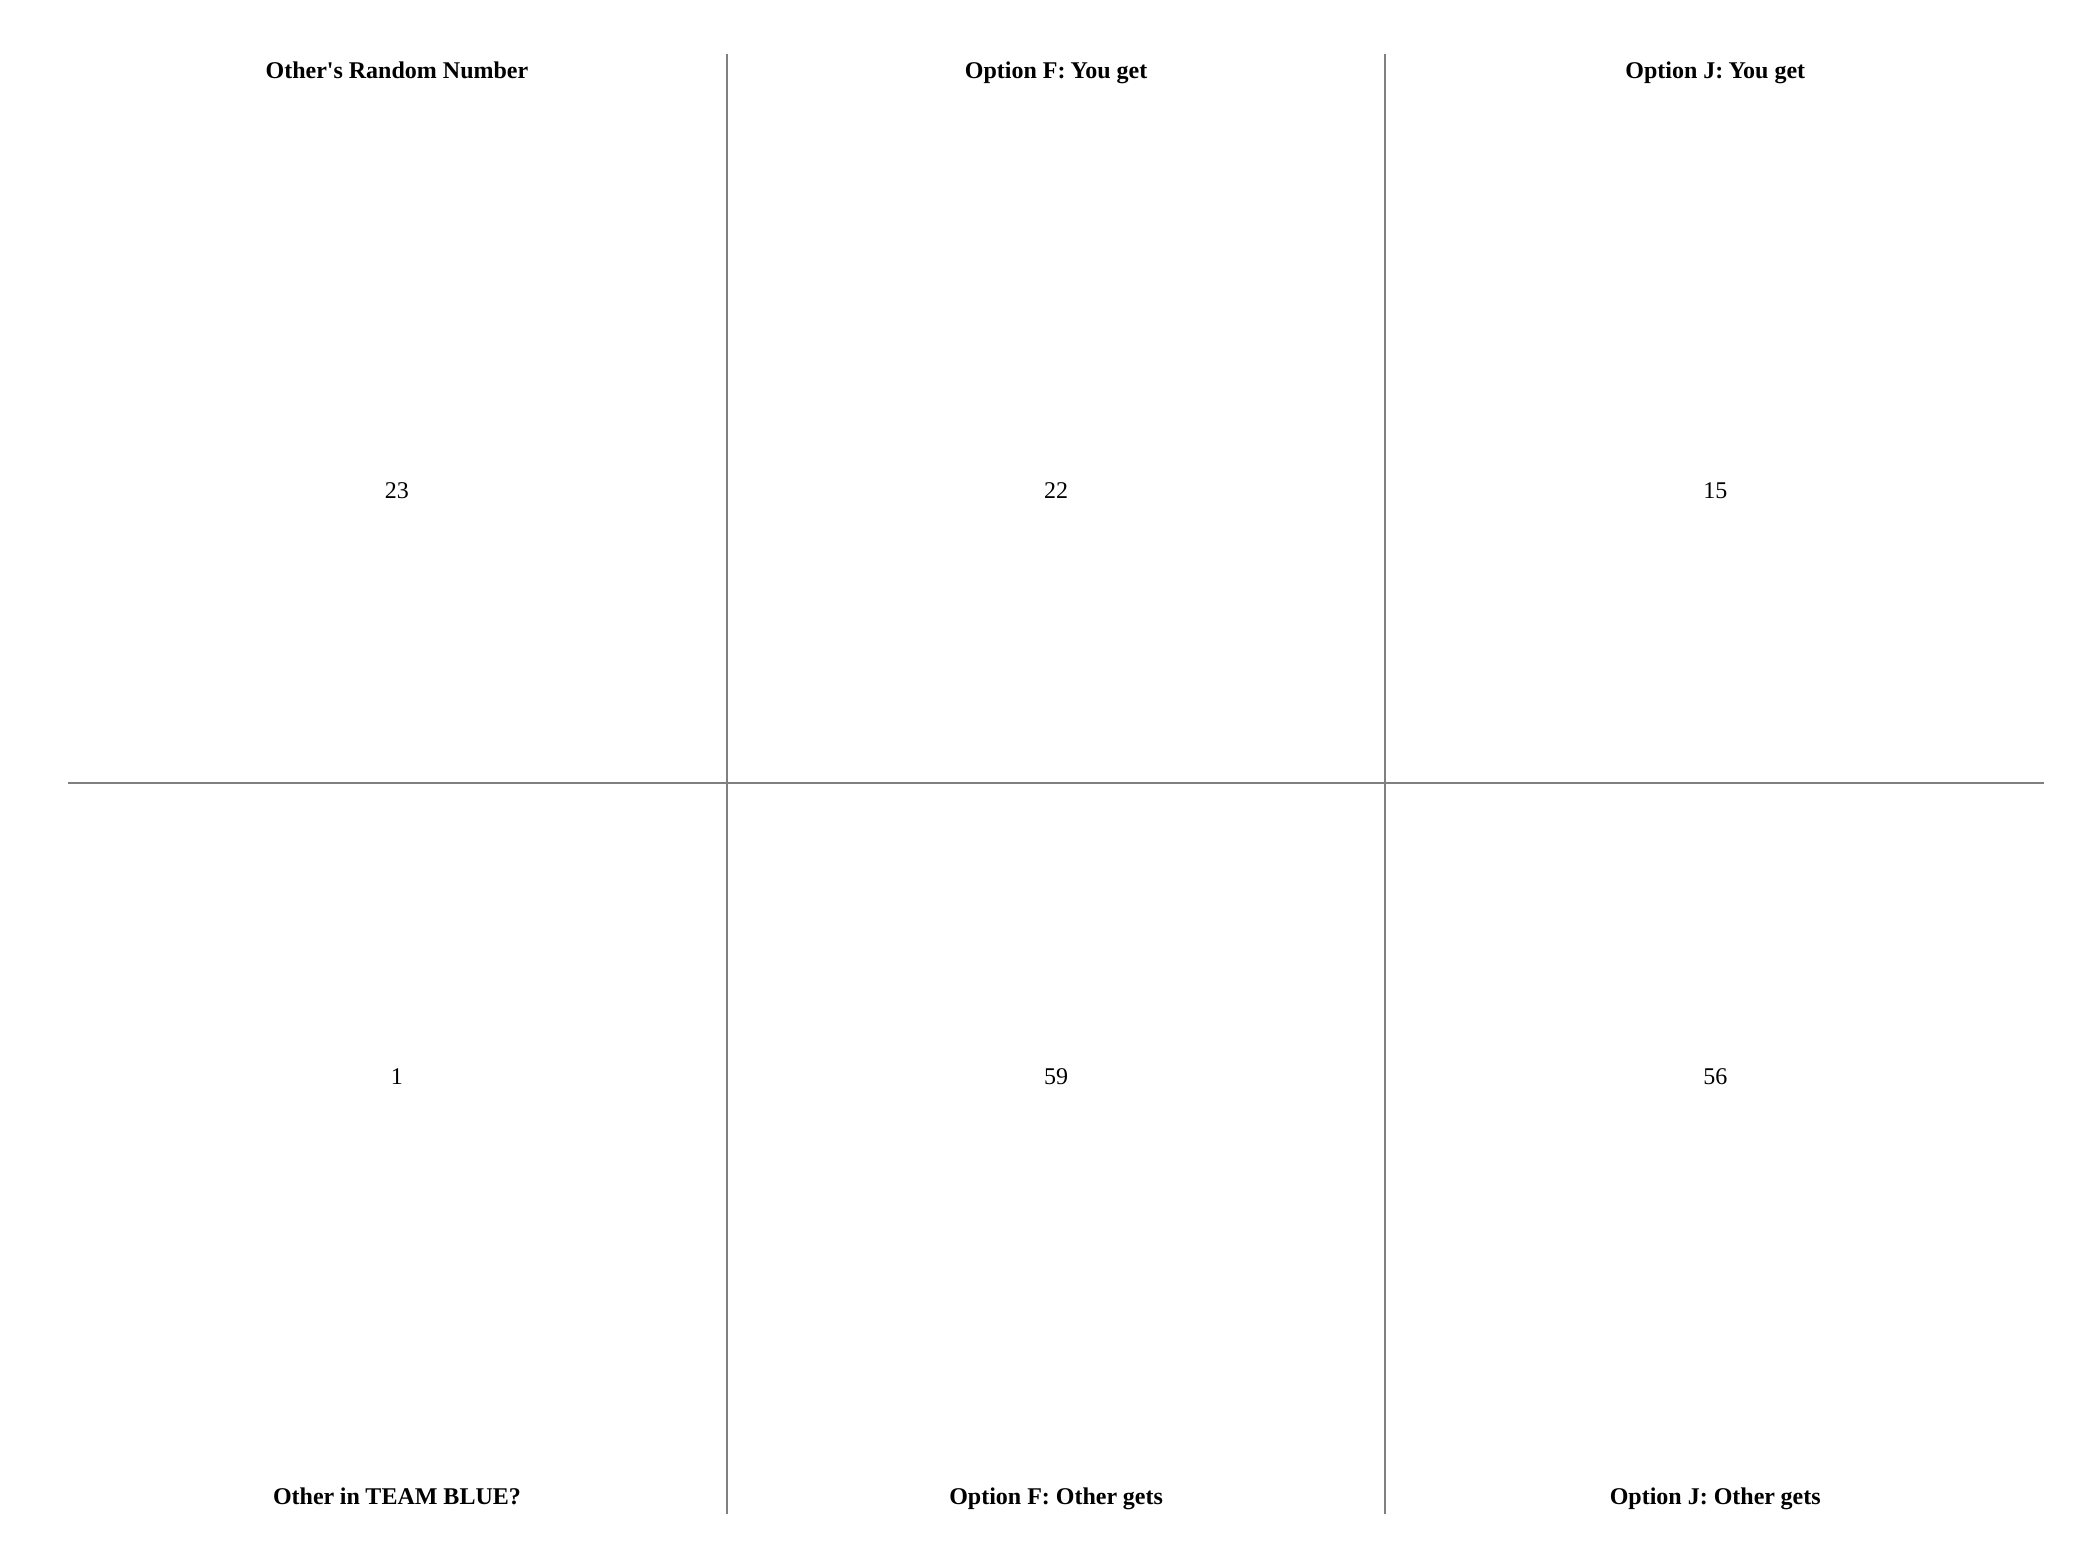 Other's Random Number
Option F: You get
Option J: You get
23
22
15
1
59
56
Other in TEAM BLUE?
Option F: Other gets
Option J: Other gets